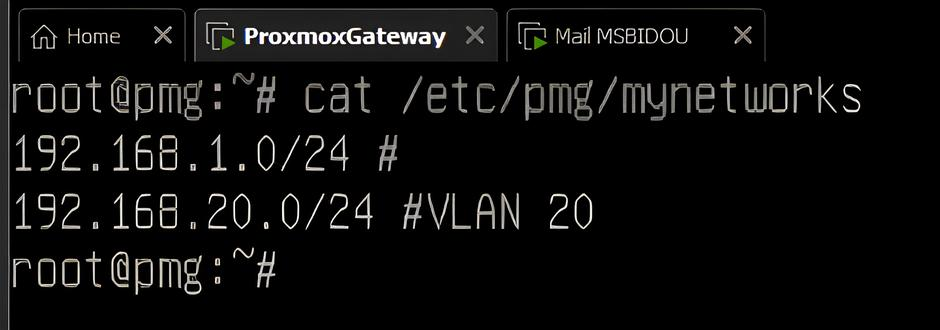 Home ProxmoxGateway Mail MSBIDOU
root@pmg:~# cat /etc/pmg/mynetworks
192.168.1.0/24 #
192.168.20.0/24 #VLAN 20
root@pmg:~#